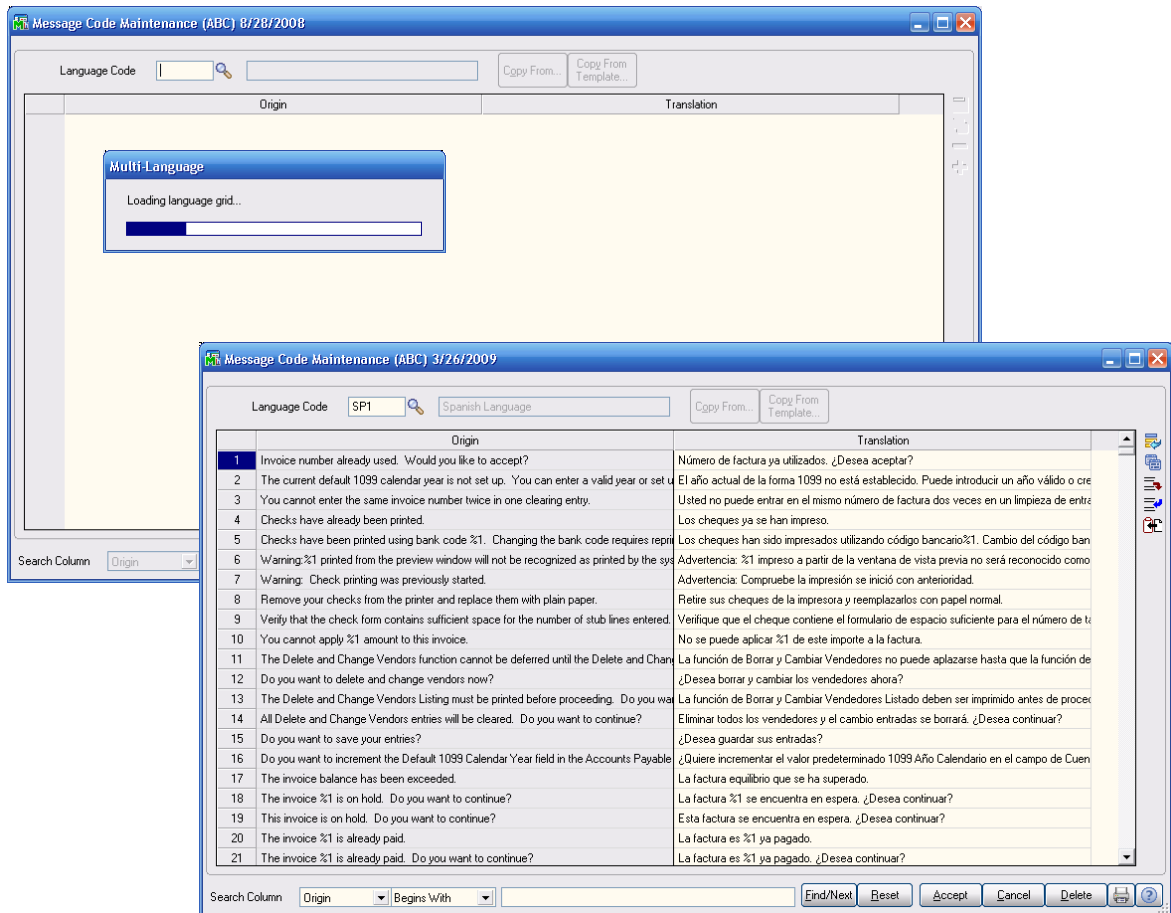 Message Code Maintenance (ABC) 8/28/2008
Language Code
Copy From...
Copy From
Template...
Origin Translation
Multi-Language
Loading language grid...
Search Column Origin
Message Code Maintenance (ABC) 3/26/2009
Language Code SP1 Spanish Language
Copy From...
Copy From
Template...
Origin Translation
1 Invoice number already used. Would you like to accept? Número de factura ya utilizados. ¿Desea aceptar?
2 The current default 1099 calendar year is not set up. You can enter a valid year or set u El año actual de la forma 1099 no está establecido. Puede introducir un año válido o cre
3 You cannot enter the same invoice number twice in one clearing entry. Usted no puede entrar en el mismo número de factura dos veces en un limpieza de entra
4 Checks have already been printed. Los cheques ya se han impreso.
5 Checks have been printed using bank code %1. Changing the bank code requires repri Los cheques han sido impresados utilizando código bancario%1. Cambio del código ban
6 Warning:%1 printed from the preview window will not be recognized as printed by the sys Advertencia: %1 impreso a partir de la ventana de vista previa no será reconocido como
7 Warning: Check printing was previously started. Advertencia: Compruebe la impresión se inició con anterioridad.
8 Remove your checks from the printer and replace them with plain paper. Retire sus cheques de la impresora y reemplazarlos con papel normal.
9 Verify that the check form contains sufficient space for the number of stub lines entered. Verifique que el cheque contiene el formulario de espacio suficiente para el número de ta
10 You cannot apply %1 amount to this invoice. No se puede aplicar %1 de este importe a la factura.
11 The Delete and Change Vendors function cannot be deferred until the Delete and Chan La función de Borrar y Cambiar Vendedores no puede aplazarse hasta que la función de
12 Do you want to delete and change vendors now? ¿Desea borrar y cambiar los vendedores ahora?
13 The Delete and Change Vendors Listing must be printed before proceeding. Do you wa La función de Borrar y Cambiar Vendedores Listado deben ser imprimido antes de proced
14 All Delete and Change Vendors entries will be cleared. Do you want to continue? Eliminar todos los vendedores y el cambio entradas se borrará. ¿Desea continuar?
15 Do you want to save your entries? ¿Desea guardar sus entradas?
16 Do you want to increment the Default 1099 Calendar Year field in the Accounts Payable ¿Quiere incrementar el valor predeterminado 1099 Año Calendario en el campo de Cuen
17 The invoice balance has been exceeded. La factura equilibrio que se ha superado.
18 The invoice %1 is on hold. Do you want to continue? La factura %1 se encuentra en espera. ¿Desea continuar?
19 This invoice is on hold. Do you want to continue? Esta factura se encuentra en espera. ¿Desea continuar?
20 The invoice %1 is already paid. La factura es %1 ya pagado.
21 The invoice %1 is already paid. Do you want to continue? La factura es %1 ya pagado. ¿Desea continuar?
Search Column Origin Begins With Find/Next Reset Accept Cancel Delete